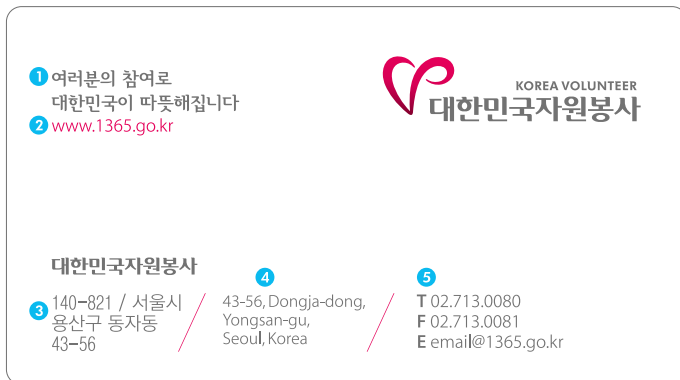 1 여러분의 참여로
대한민국이 따뜻해집니다
2 www.1365.go.kr
KOREA VOLUNTEER
대한민국자원봉사
대한민국자원봉사
3 140-821 / 서울시
용산구 동자동
43-56
4
43-56, Dongja-dong,
Yongsan-gu,
Seoul, Korea
5
T 02.713.0080
F 02.713.0081
E email@1365.go.kr